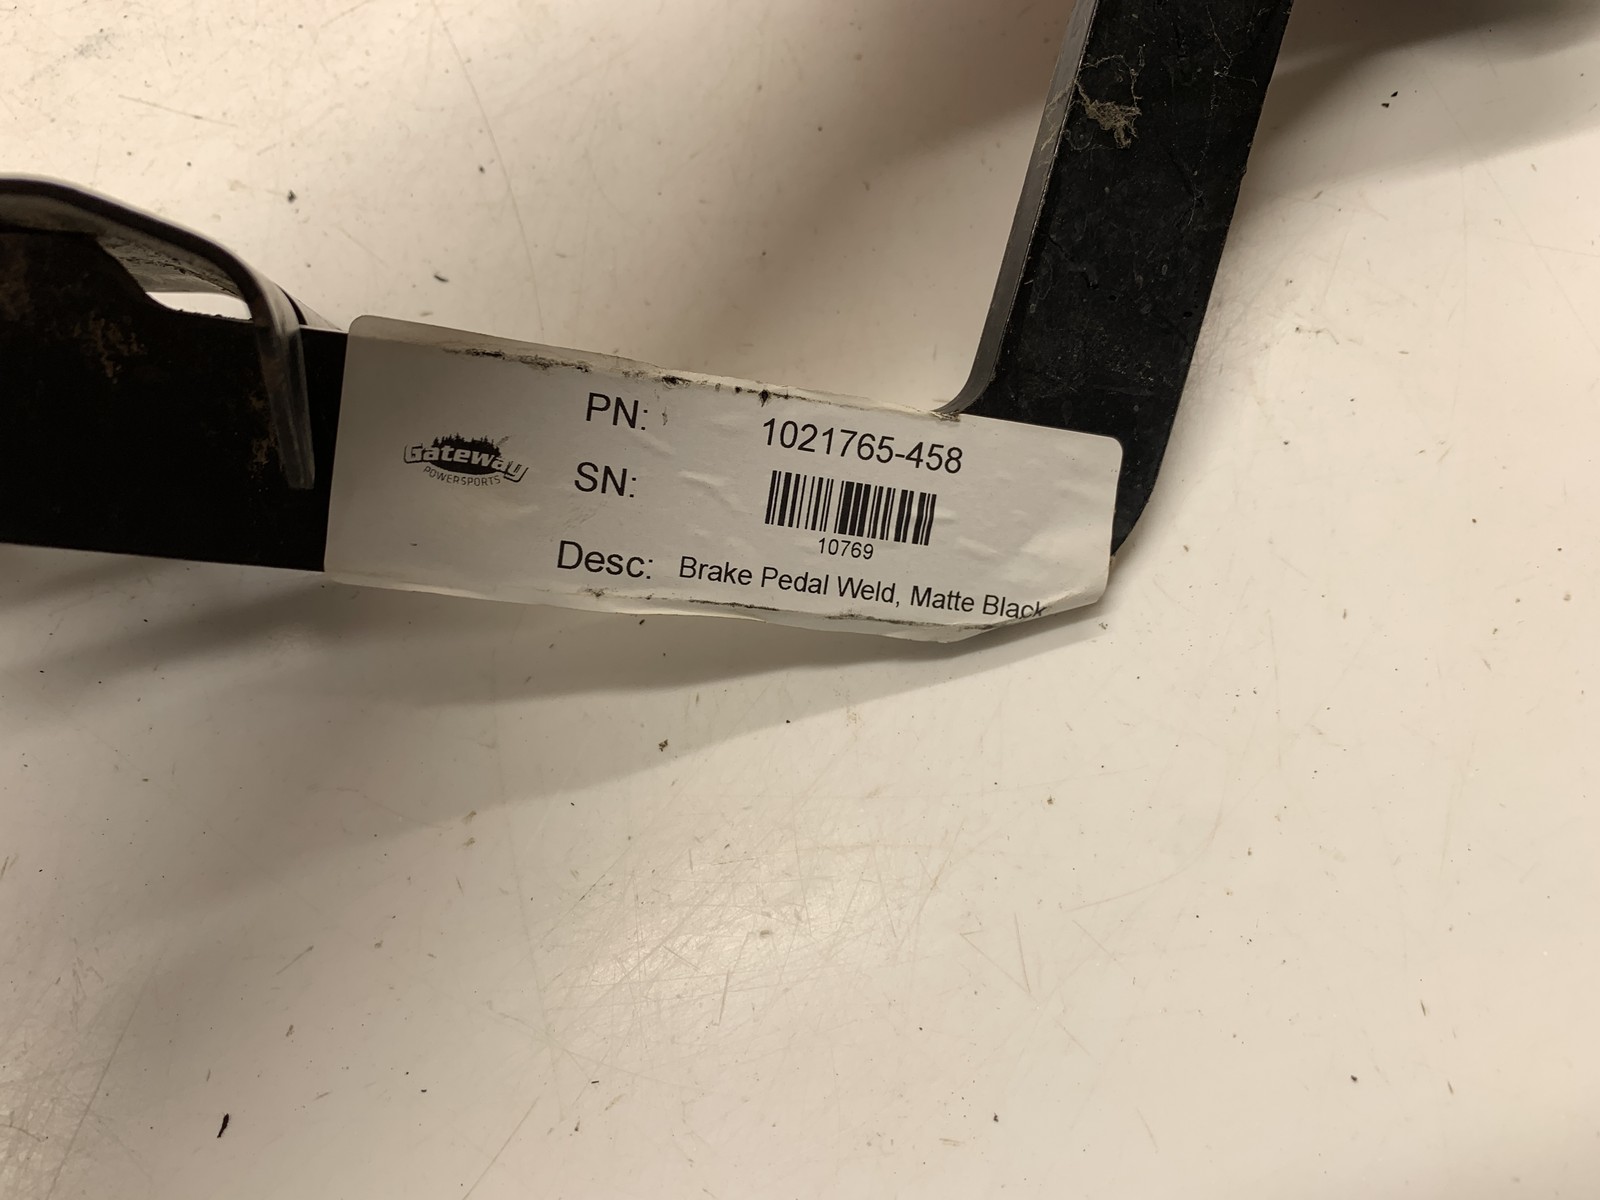 Gateway
POWERSPORTS
PN: 1021765-458
SN:
10769
Desc: Brake Pedal Weld, Matte Black